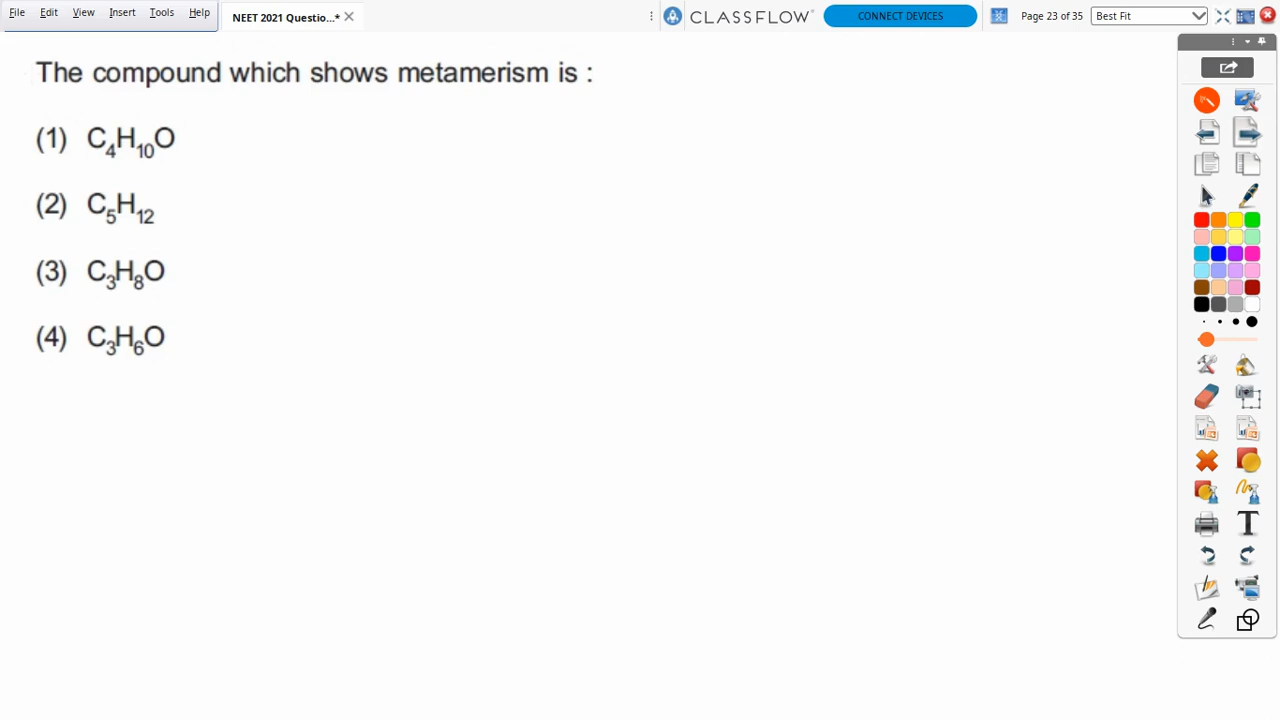 File Edit View Insert Tools Help NEET 2021 Questio...* CLASSFLOW CONNECT DEVICES Page 23 of 35 Best Fit
The compound which shows metamerism is :
(1) C₄H₁₀O
(2) C₅H₁₂
(3) C₃H₈O
(4) C₃H₆O
T